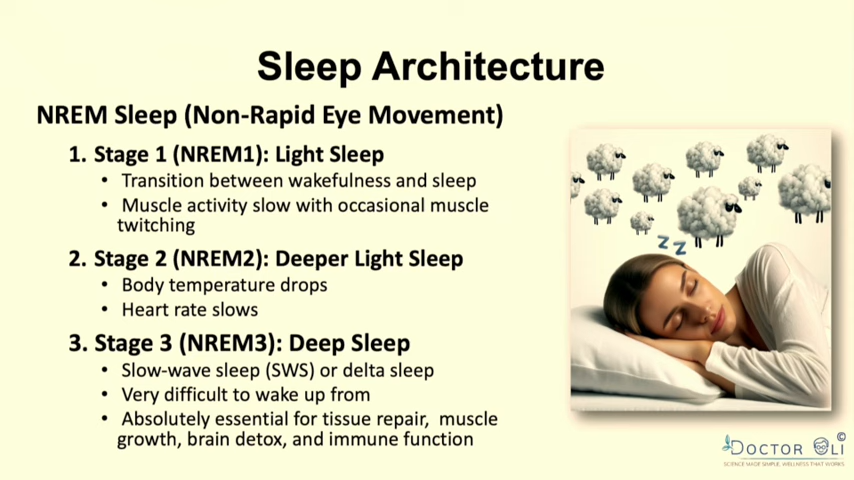 Sleep Architecture
NREM Sleep (Non-Rapid Eye Movement)
1. Stage 1 (NREM1): Light Sleep
• Transition between wakefulness and sleep
• Muscle activity slow with occasional muscle
twitching
2. Stage 2 (NREM2): Deeper Light Sleep
• Body temperature drops
• Heart rate slows
3. Stage 3 (NREM3): Deep Sleep
• Slow-wave sleep (SWS) or delta sleep
• Very difficult to wake up from
• Absolutely essential for tissue repair, muscle
growth, brain detox, and immune function
z z
DOCTOR OLI ©
SCIENCE MADE SIMPLE, WELLNESS THAT WORKS